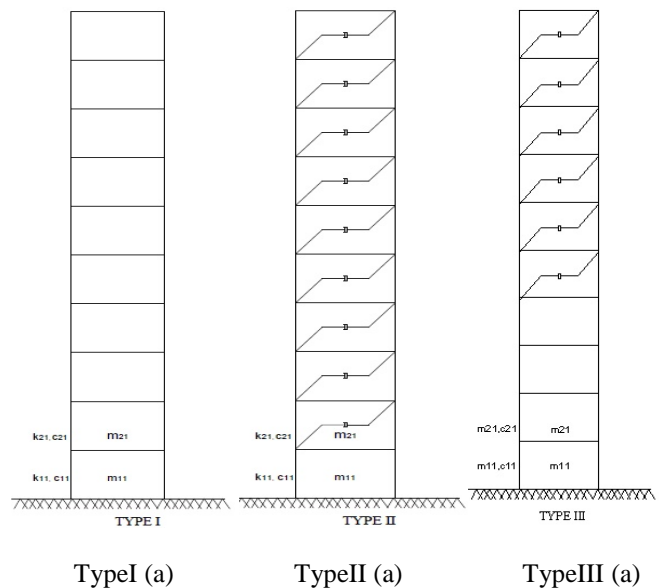 k21, c21 m21
k11, c11 m11
TYPE I
k21, c21 m21
k11, c11 m11
TYPE II
m21,c21 m21
m11,c11 m11
TYPE III
TypeI (a) TypeII (a) TypeIII (a)